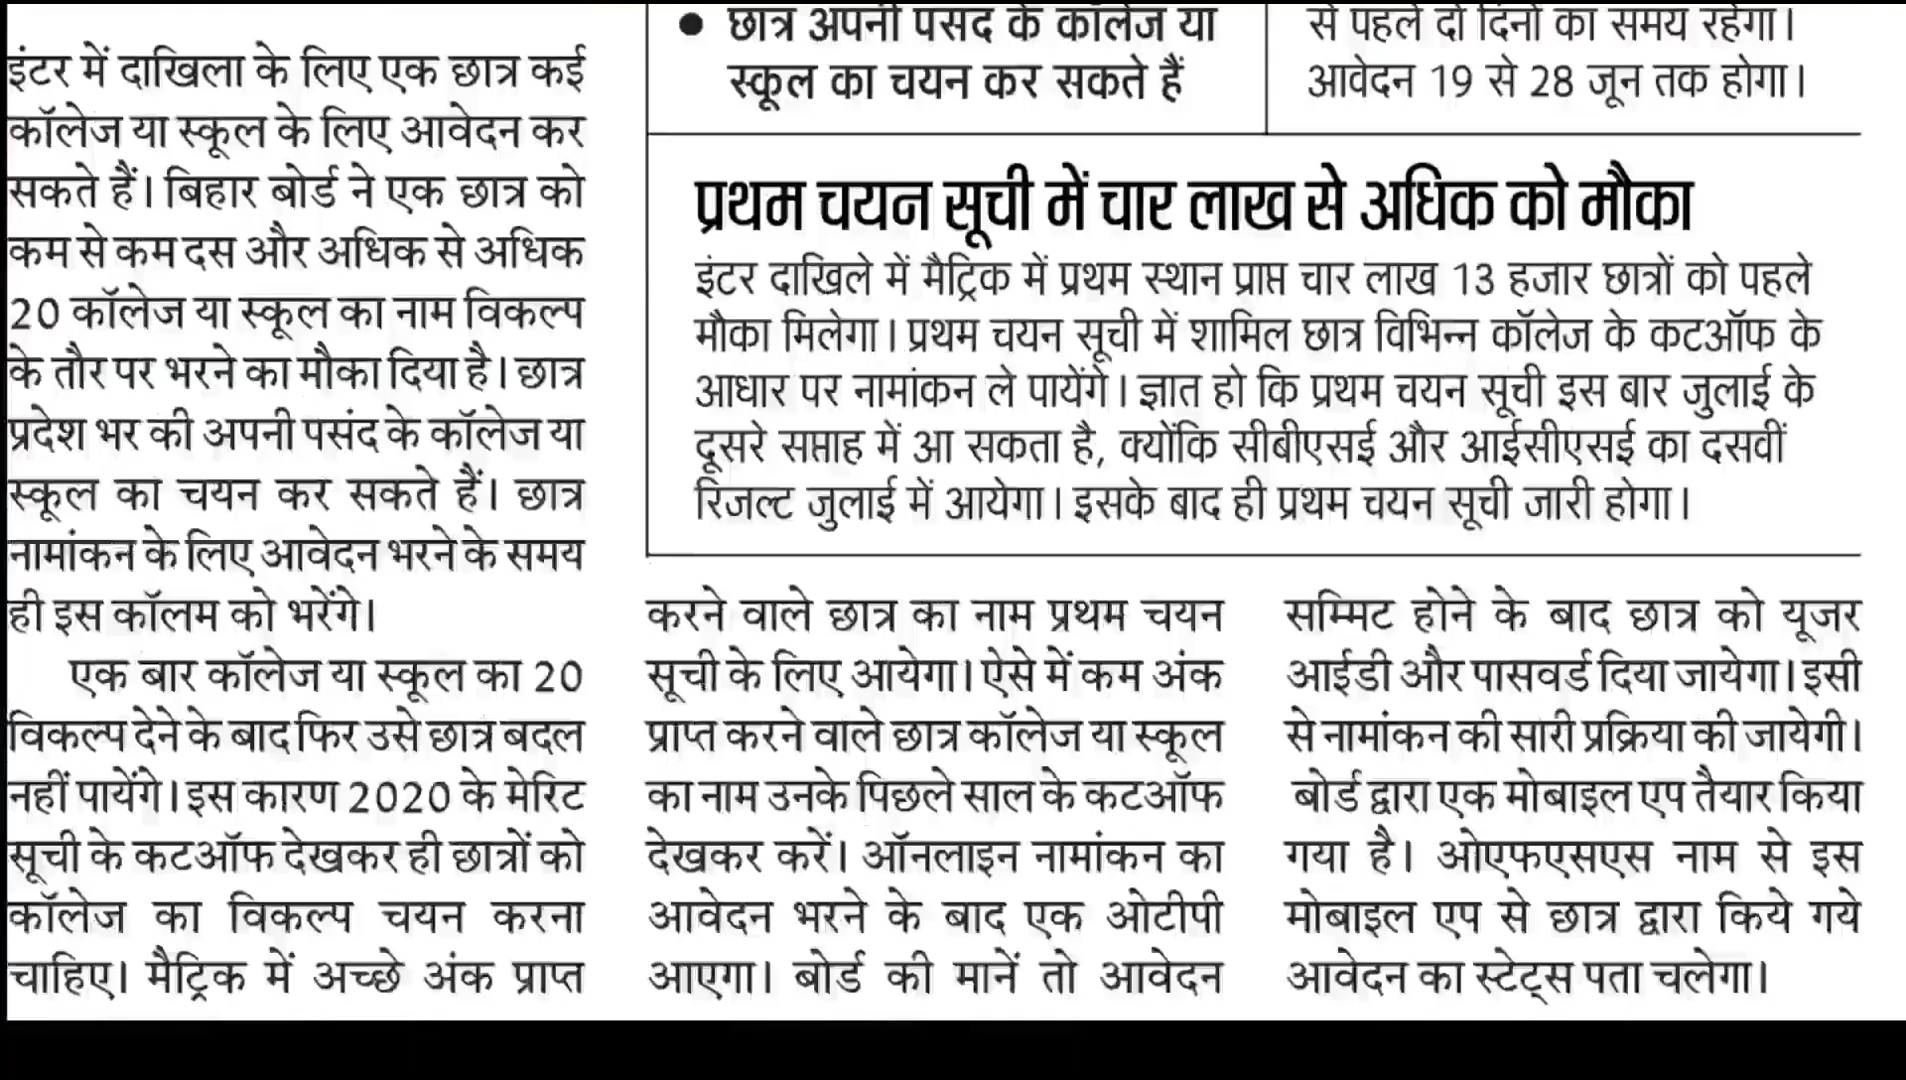 इंटर में दाखिला के लिए एक छात्र कई
कॉलेज या स्कूल के लिए आवेदन कर
सकते हैं। बिहार बोर्ड ने एक छात्र को
कम से कम दस और अधिक से अधिक
20 कॉलेज या स्कूल का नाम विकल्प
के तौर पर भरने का मौका दिया है। छात्र
प्रदेश भर की अपनी पसंद के कॉलेज या
स्कूल का चयन कर सकते हैं। छात्र
नामांकन के लिए आवेदन भरने के समय
ही इस कॉलम को भरेंगे।
एक बार कॉलेज या स्कूल का 20
विकल्प देने के बाद फिर उसे छात्र बदल
नहीं पायेंगे। इस कारण 2020 के मेरिट
सूची के कटऑफ देखकर ही छात्रों को
कॉलेज का विकल्प चयन करना
चाहिए। मैट्रिक में अच्छे अंक प्राप्त
• छात्र अपनी पसद के कॉलेज या
स्कूल का चयन कर सकते हैं
से पहले दो दिनों का समय रहेगा।
आवेदन 19 से 28 जून तक होगा।
प्रथम चयन सूची में चार लाख से अधिक को मौका
इंटर दाखिले में मैट्रिक में प्रथम स्थान प्राप्त चार लाख 13 हजार छात्रों को पहले
मौका मिलेगा। प्रथम चयन सूची में शामिल छात्र विभिन्न कॉलेज के कटऑफ के
आधार पर नामांकन ले पायेंगे। ज्ञात हो कि प्रथम चयन सूची इस बार जुलाई के
दूसरे सप्ताह में आ सकता है, क्योंकि सीबीएसई और आईसीएसई का दसवीं
रिजल्ट जुलाई में आयेगा। इसके बाद ही प्रथम चयन सूची जारी होगा।
करने वाले छात्र का नाम प्रथम चयन
सूची के लिए आयेगा। ऐसे में कम अंक
प्राप्त करने वाले छात्र कॉलेज या स्कूल
का नाम उनके पिछले साल के कटऑफ
देखकर करें। ऑनलाइन नामांकन का
आवेदन भरने के बाद एक ओटीपी
आएगा। बोर्ड की मानें तो आवेदन
सम्मिट होने के बाद छात्र को यूजर
आईडी और पासवर्ड दिया जायेगा। इसी
से नामांकन की सारी प्रक्रिया की जायेगी।
बोर्ड द्वारा एक मोबाइल एप तैयार किया
गया है। ओएफएसएस नाम से इस
मोबाइल एप से छात्र द्वारा किये गये
आवेदन का स्टेट्स पता चलेगा।